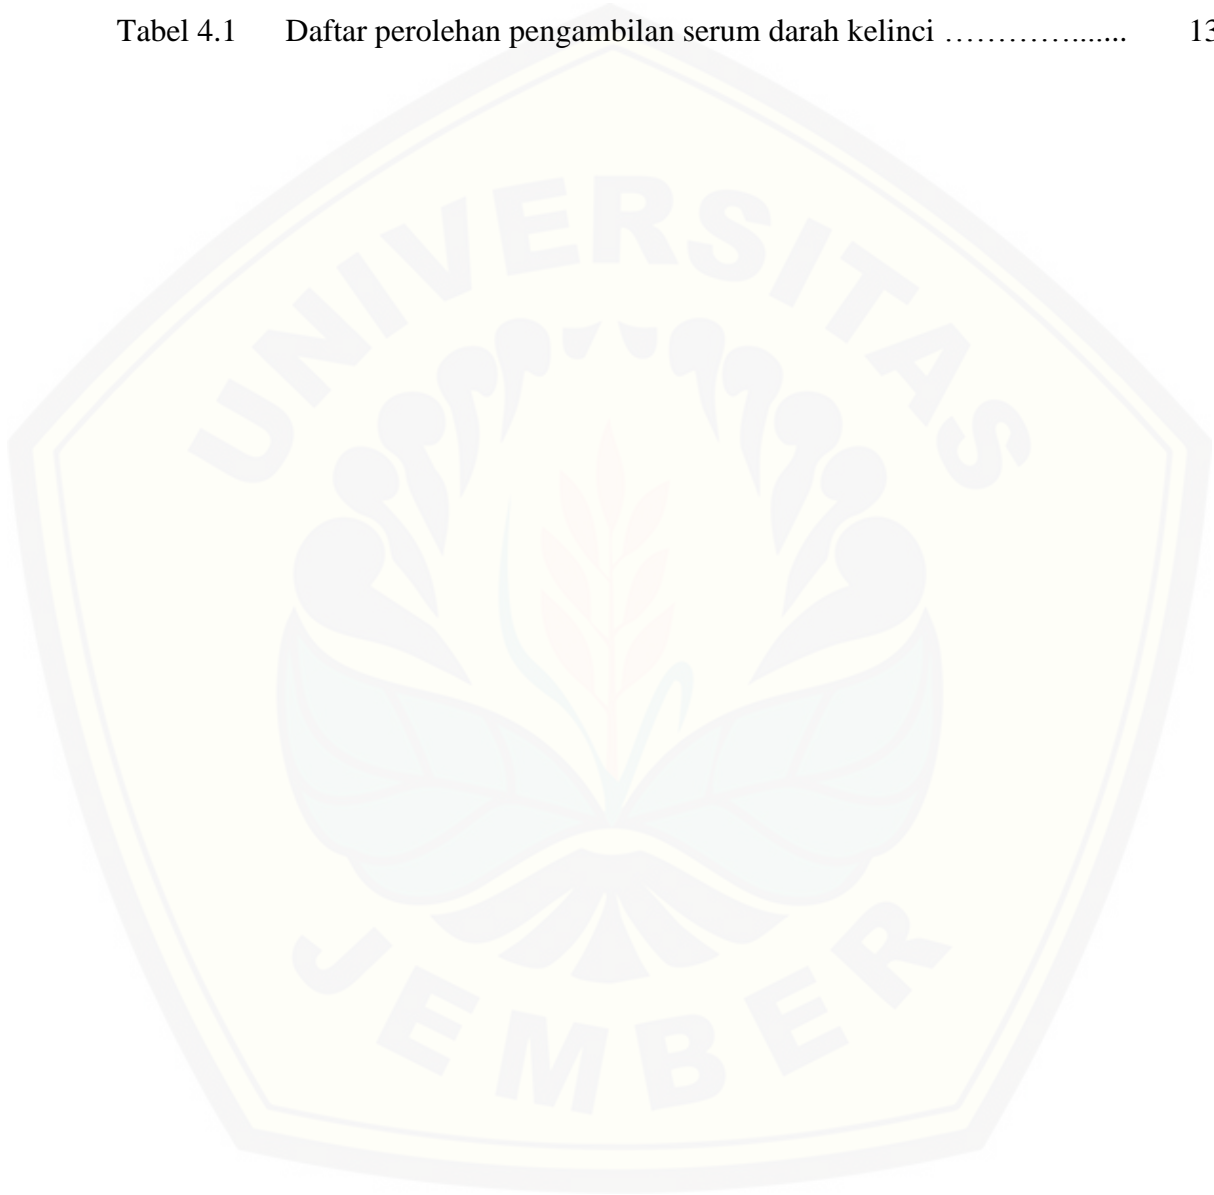 Tabel 4.1 Daftar perolehan pengambilan serum darah kelinci …………....... 13
UNIVERSITAS
JEMBER